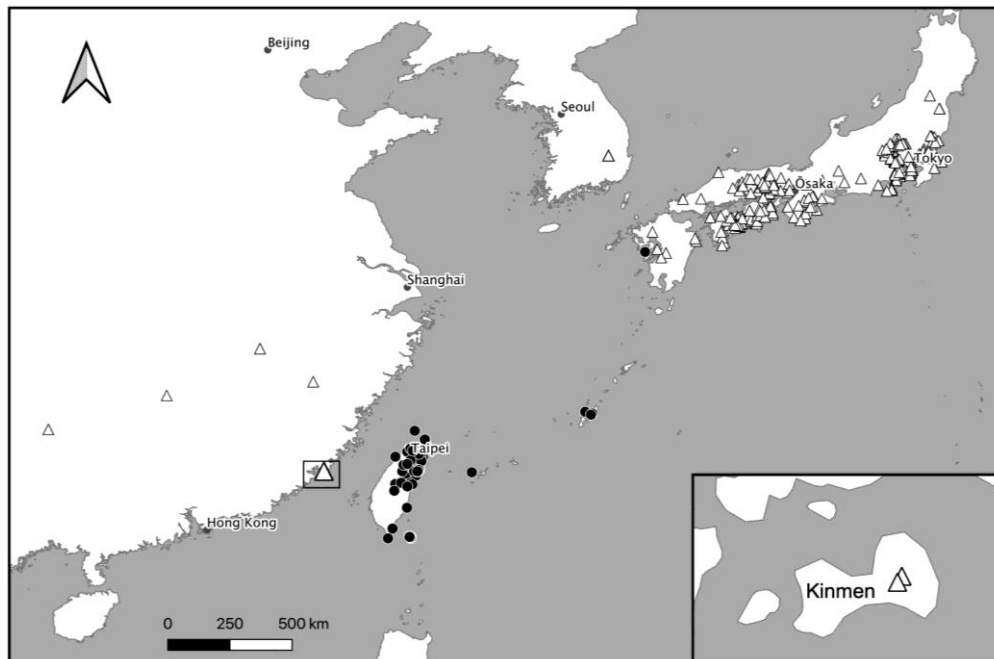 Beijing
Seoul
Tokyo
Ōsaka
Shanghai
Taipei
Hong Kong
0 250 500 km
Kinmen